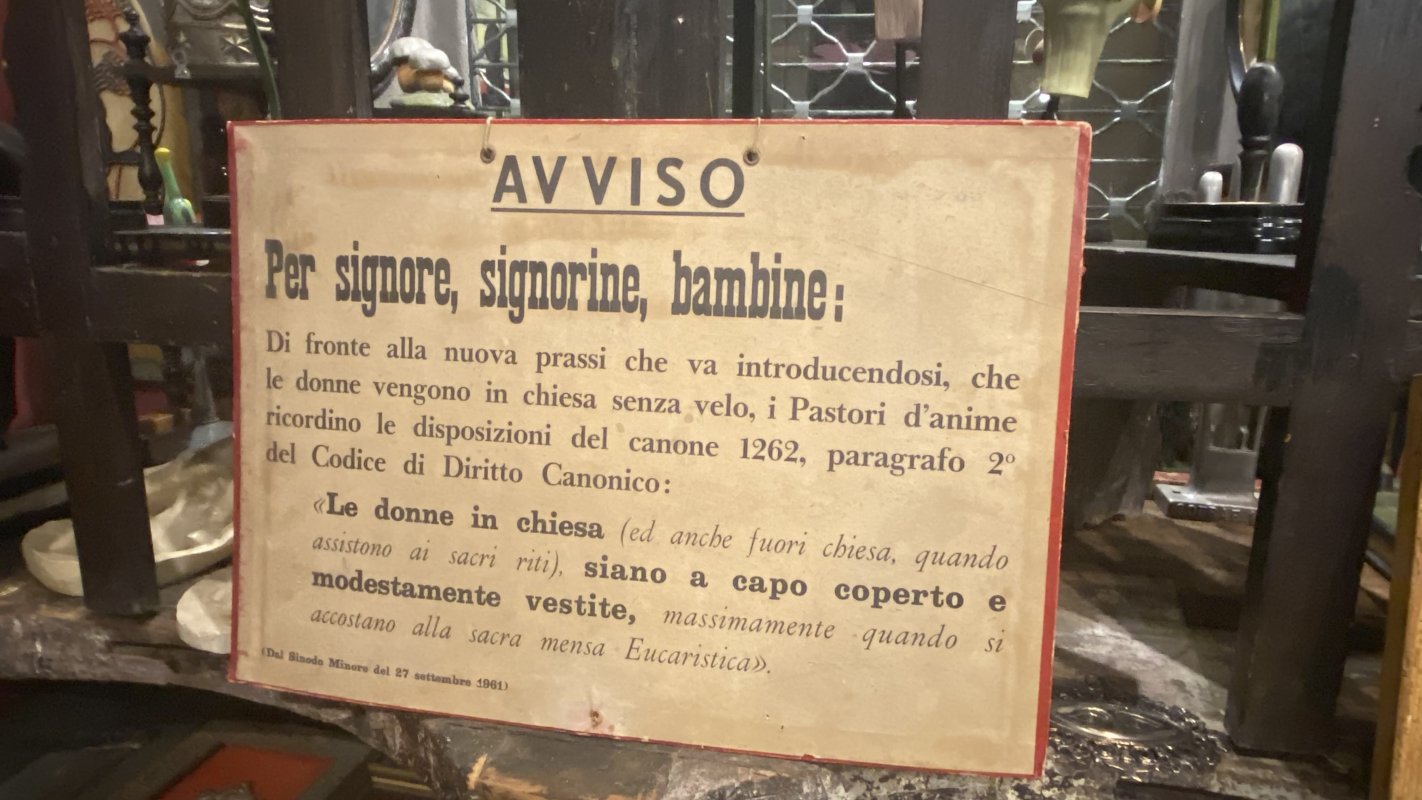 AVVISO
Per signore, signorine, bambine:
Di fronte alla nuova prassi che va introducendosi, che
le donne vengono in chiesa senza velo, i Pastori d'anime
ricordino le disposizioni del canone 1262, paragrafo 2º
del Codice di Diritto Canonico:
«Le donne in chiesa (ed anche fuori chiesa, quando
assistono ai sacri riti), siano a capo coperto e
modestamente vestite, massimamente quando si
accostano alla sacra mensa Eucaristica».
(Dal Sinodo Minore del 27 settembre 1961)